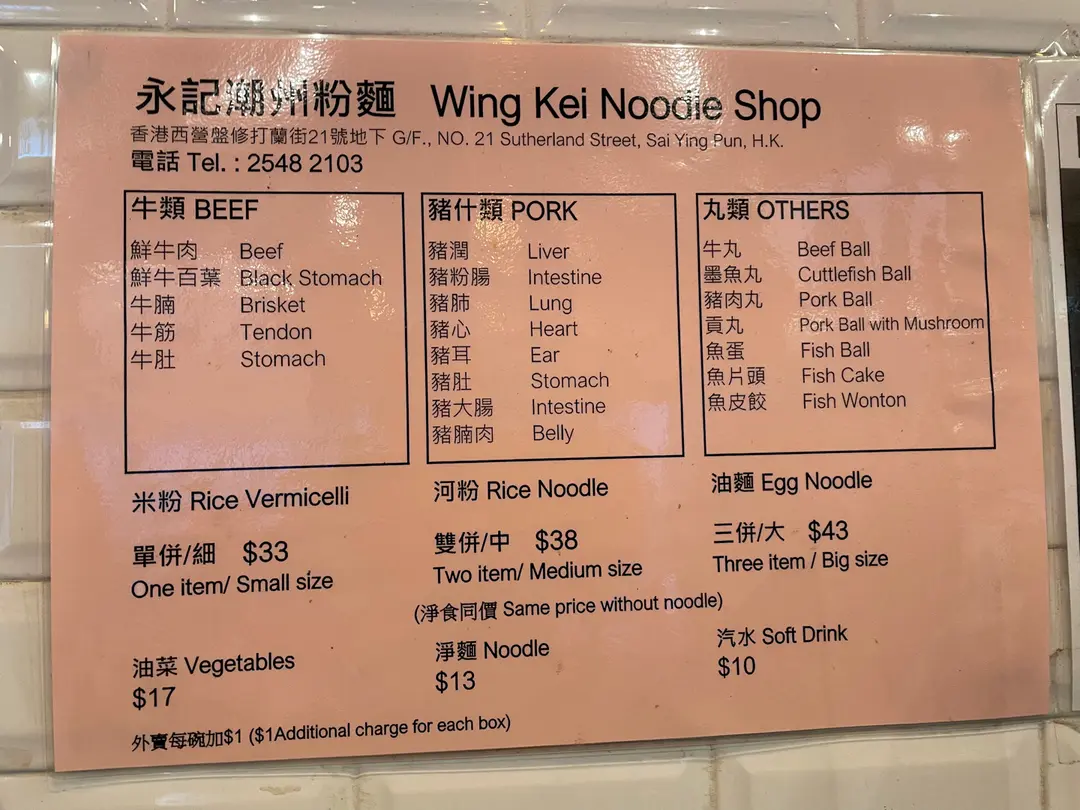 永記潮州粉麵 Wing Kei Noodle Shop
香港西營盤修打蘭街21號地下 G/F., NO. 21 Sutherland Street, Sai Ying Pun, H.K.
電話 Tel. : 2548 2103
牛類 BEEF
鮮牛肉 Beef
鮮牛百葉 Black Stomach
牛腩 Brisket
牛筋 Tendon
牛肚 Stomach
豬什類 PORK
豬潤 Liver
豬粉腸 Intestine
豬肺 Lung
豬心 Heart
豬耳 Ear
豬肚 Stomach
豬大腸 Intestine
豬腩肉 Belly
丸類 OTHERS
牛丸 Beef Ball
墨魚丸 Cuttlefish Ball
豬肉丸 Pork Ball
貢丸 Pork Ball with Mushroom
魚蛋 Fish Ball
魚片頭 Fish Cake
魚皮餃 Fish Wonton
米粉 Rice Vermicelli
河粉 Rice Noodle
油麵 Egg Noodle
單併/細 $33
One item/ Small size
雙併/中 $38
Two item/ Medium size
三併/大 $43
Three item / Big size
(淨食同價 Same price without noodle)
油菜 Vegetables
$17
淨麵 Noodle
$13
汽水 Soft Drink
$10
外賣每碗加$1 ($1Additional charge for each box)